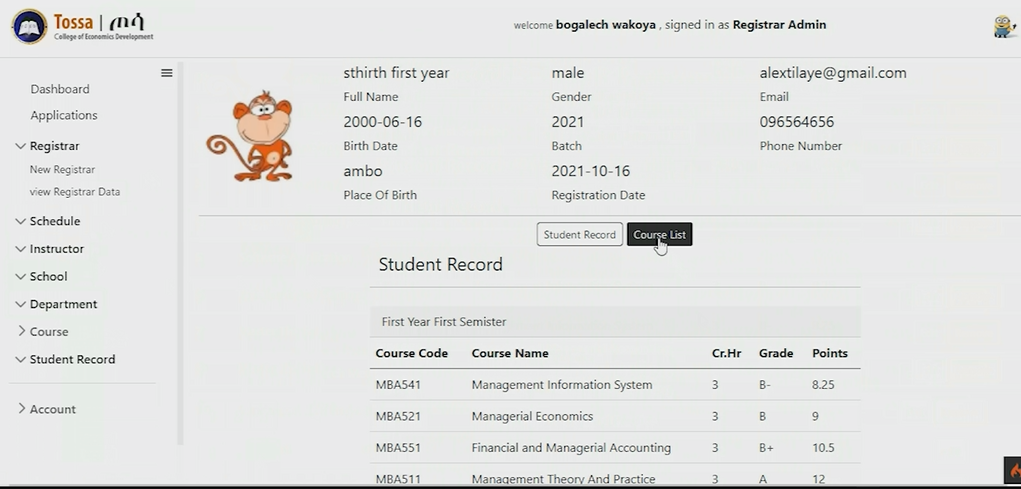 Tossa | ጦሳ
College of Economics Development
welcome bogalech wakoya , signed in as Registrar Admin
Dashboard
Applications
Registrar
New Registrar
view Registrar Data
Schedule
Instructor
School
Department
Course
Student Record
Account
sthirth first year male alextilaye@gmail.com
Full Name Gender Email
2000-06-16 2021 096564656
Birth Date Batch Phone Number
ambo 2021-10-16
Place Of Birth Registration Date
Student Record Course List
Student Record
First Year First Semister
Course Code Course Name Cr.Hr Grade Points
MBA541 Management Information System 3 B- 8.25
MBA521 Managerial Economics 3 B 9
MBA551 Financial and Managerial Accounting 3 B+ 10.5
MBA511 Management Theory And Practice 3 A 12